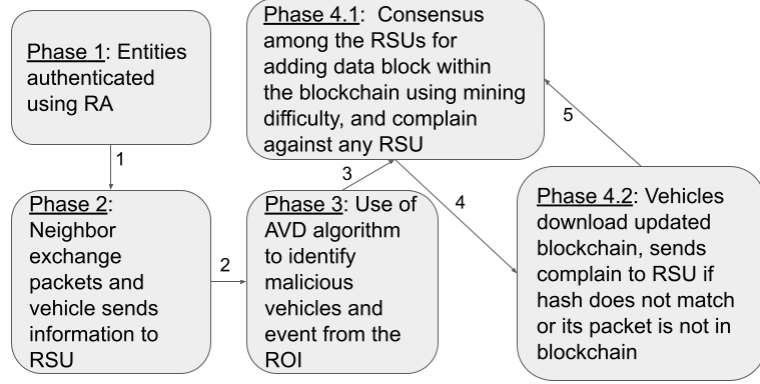 Phase 1: Entities
authenticated
using RA
1
Phase 2:
Neighbor
exchange
packets and
vehicle sends
information to
RSU
2
Phase 3: Use of
AVD algorithm
to identify
malicious
vehicles and
event from the
ROI
3
Phase 4.1:  Consensus
among the RSUs for
adding data block within
the blockchain using mining
difficulty, and complain
against any RSU
4
Phase 4.2: Vehicles
download updated
blockchain, sends
complain to RSU if
hash does not match
or its packet is not in
blockchain
5